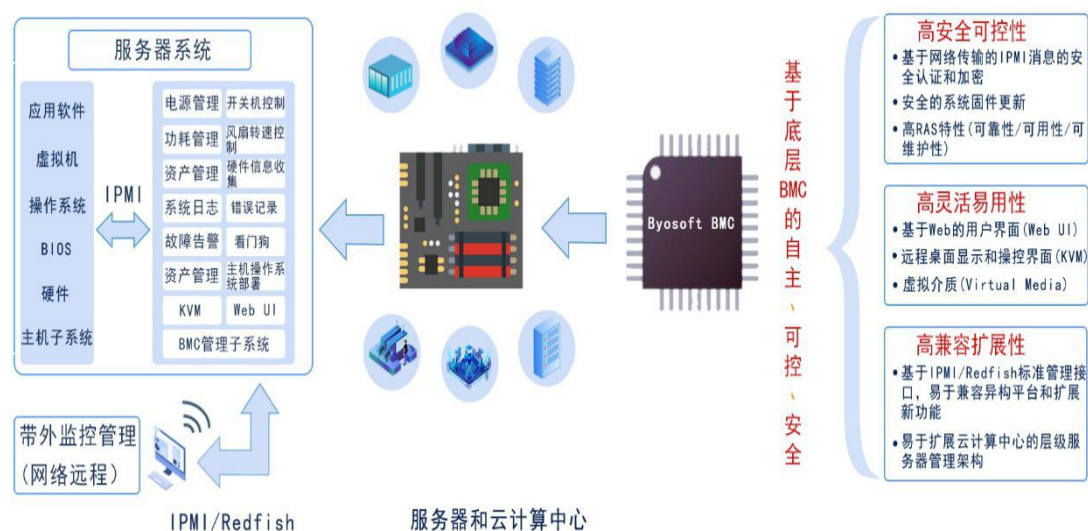 服务器系统
应用软件
虚拟机
操作系统
BIOS
硬件
主机子系统
IPMI
电源管理
开关机控制
功耗管理
风扇转速控
制
资产管理
硬件信息收
集
系统日志
错误记录
故障告警
看门狗
资产管理
主机操作系
统部署
KVM
Web UI
BMC管理子系统
带外监控管理
(网络远程)
IPMI/Redfish
服务器和云计算中心
Byosoft BMC
基于底层BMC的自主、可控、安全
高安全可控性
•基于网络传输的IPMI消息的安
全认证和加密
•安全的系统固件更新
•高RAS特性(可靠性/可用性/可
维护性)
高灵活易用性
•基于Web的用户界面(Web UI)
•远程桌面显示和操控界面(KVM)
•虚拟介质(Virtual Media)
高兼容扩展性
•基于IPMI/Redfish标准管理接
口，易于兼容异构平台和扩展
新功能
•易于扩展云计算中心的层级服
务器管理架构